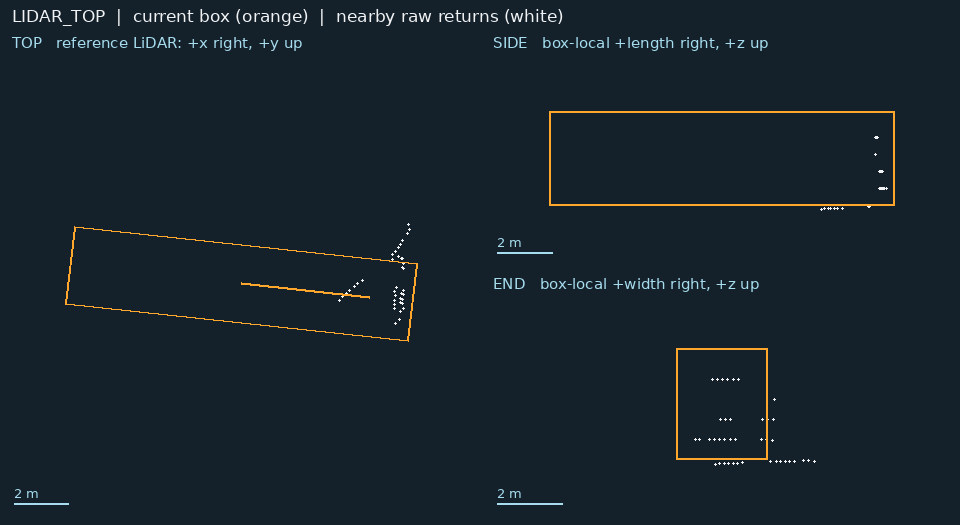 LIDAR_TOP | current box (orange) | nearby raw returns (white)
TOP reference LiDAR: +x right, +y up
SIDE box-local +length right, +z up
2 m
END box-local +width right, +z up
2 m
2 m